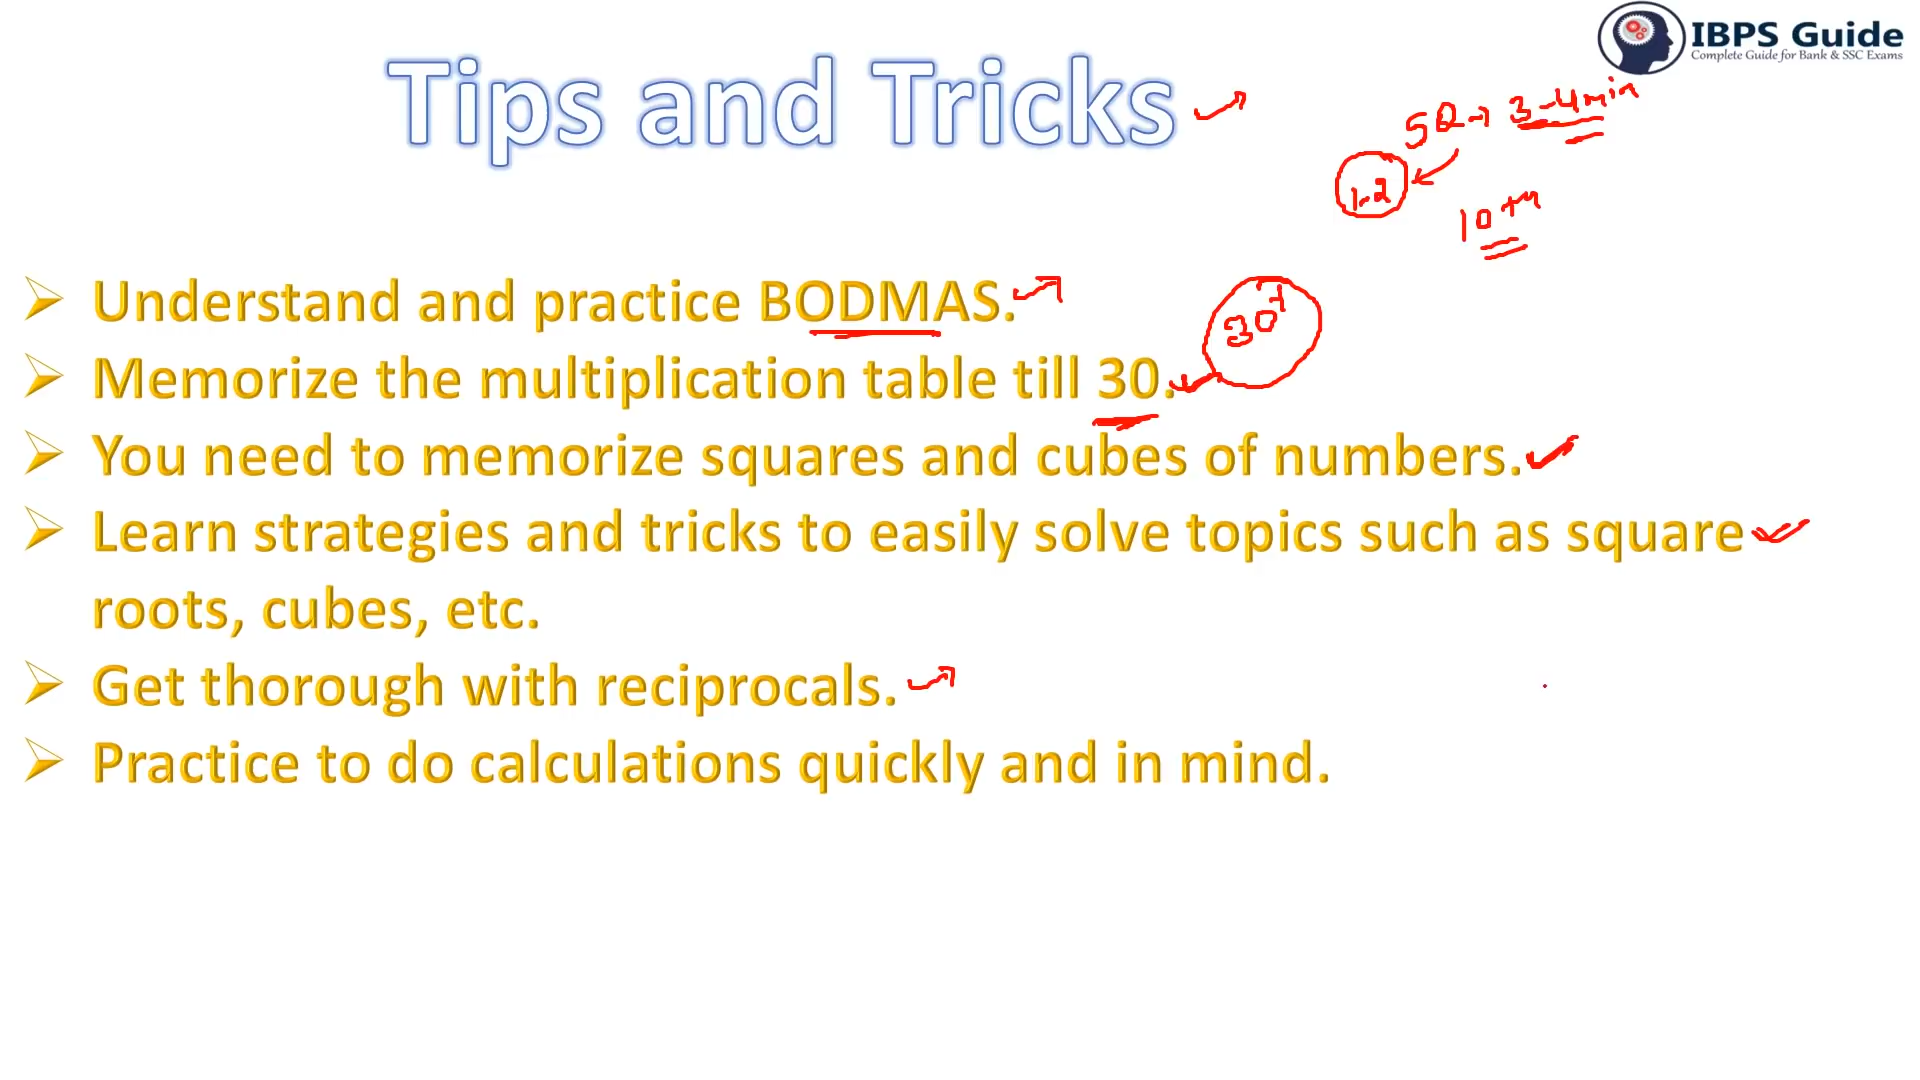 IBPS Guide
Complete Guide for Bank & SSC Exams
Tips and Tricks
5Q → 3-4min
1-2
10
Understand and practice BODMAS.
30
Memorize the multiplication table till 30.
You need to memorize squares and cubes of numbers.
Learn strategies and tricks to easily solve topics such as square
roots, cubes, etc.
Get thorough with reciprocals.
Practice to do calculations quickly and in mind.